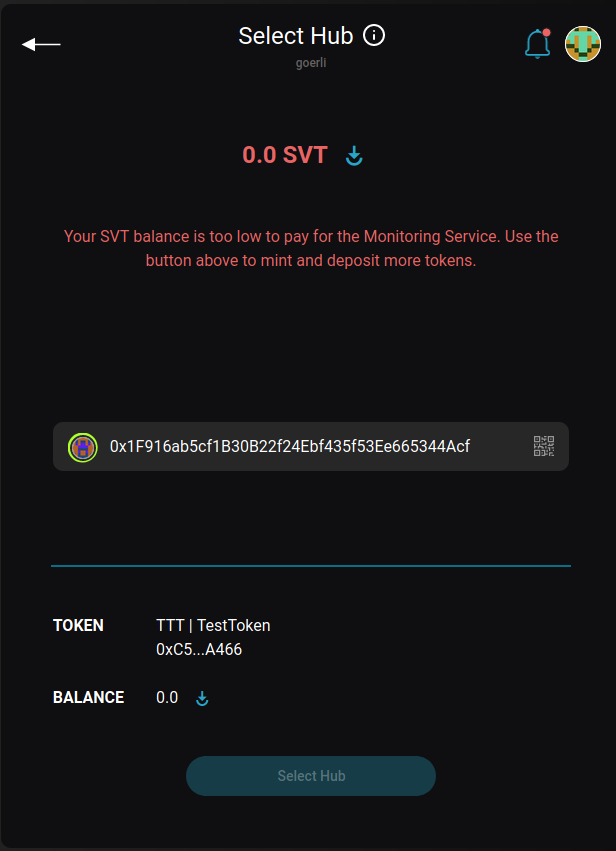 Select Hub
goerli
0.0 SVT
Your SVT balance is too low to pay for the Monitoring Service. Use the
button above to mint and deposit more tokens.
0x1F916ab5cf1B30B22f24Ebf435f53Ee665344Acf
TOKEN TTT | TestToken
0xC5...A466
BALANCE 0.0
Select Hub